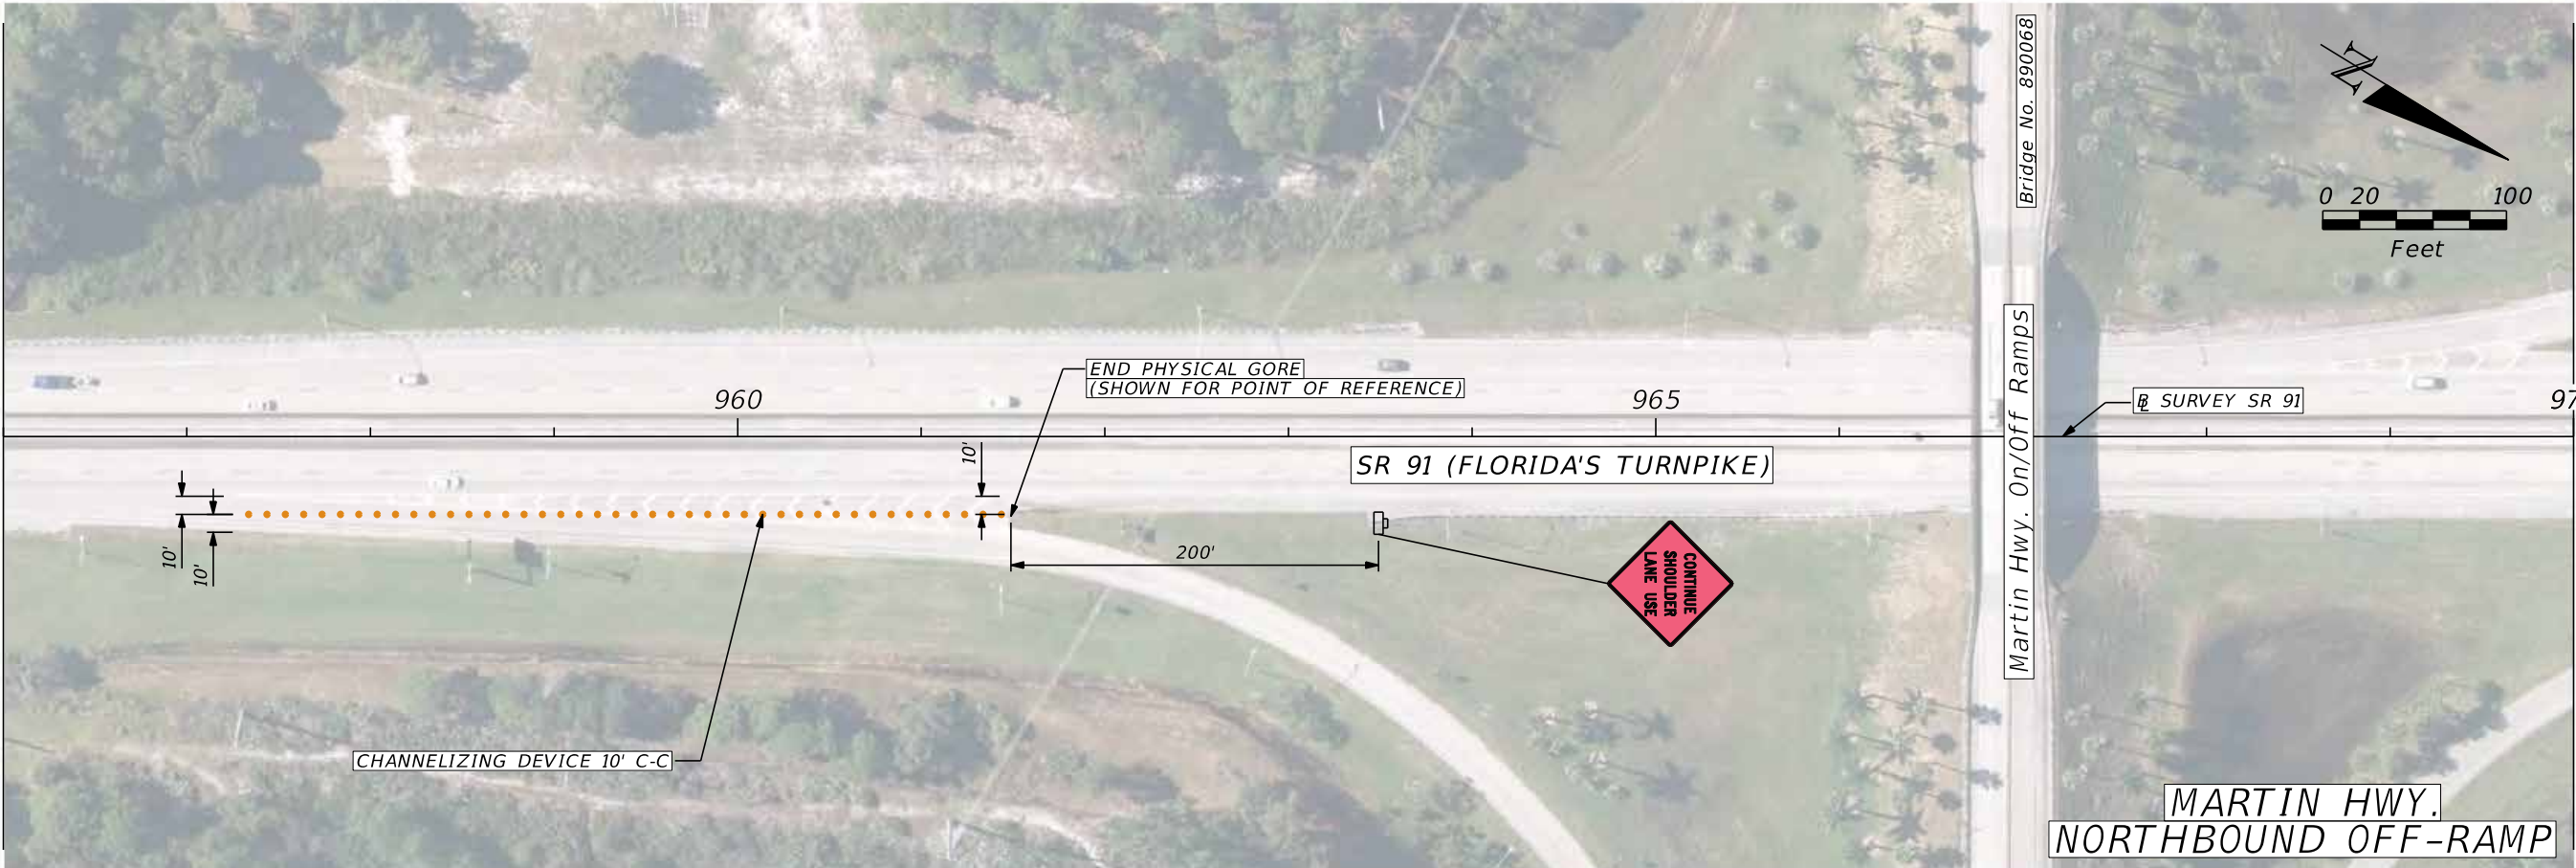 Bridge No. 890068
N
0 20 100
Feet
END PHYSICAL GORE
(SHOWN FOR POINT OF REFERENCE)
960
965
97
Martin Hwy. On/Off Ramps
BL SURVEY SR 91
10'
SR 91 (FLORIDA'S TURNPIKE)
10'
10'
200'
CONTINUE
SHOULDER
LANE USE
CHANNELIZING DEVICE 10' C-C
MARTIN HWY.
NORTHBOUND OFF-RAMP